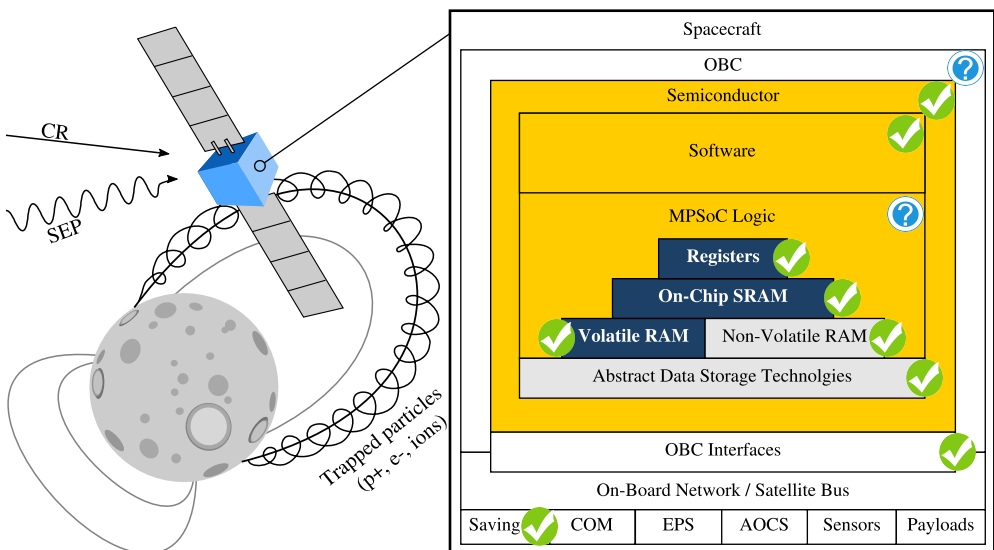 CR
SEP
Trapped particles
(p+, e-, ions)
Spacecraft
OBC
?
Semiconductor
Software
MPSoC Logic
?
Registers
On-Chip SRAM
Volatile RAM
Non-Volatile RAM
Abstract Data Storage Technolgies
OBC Interfaces
On-Board Network / Satellite Bus
Saving
COM
EPS
AOCS
Sensors
Payloads